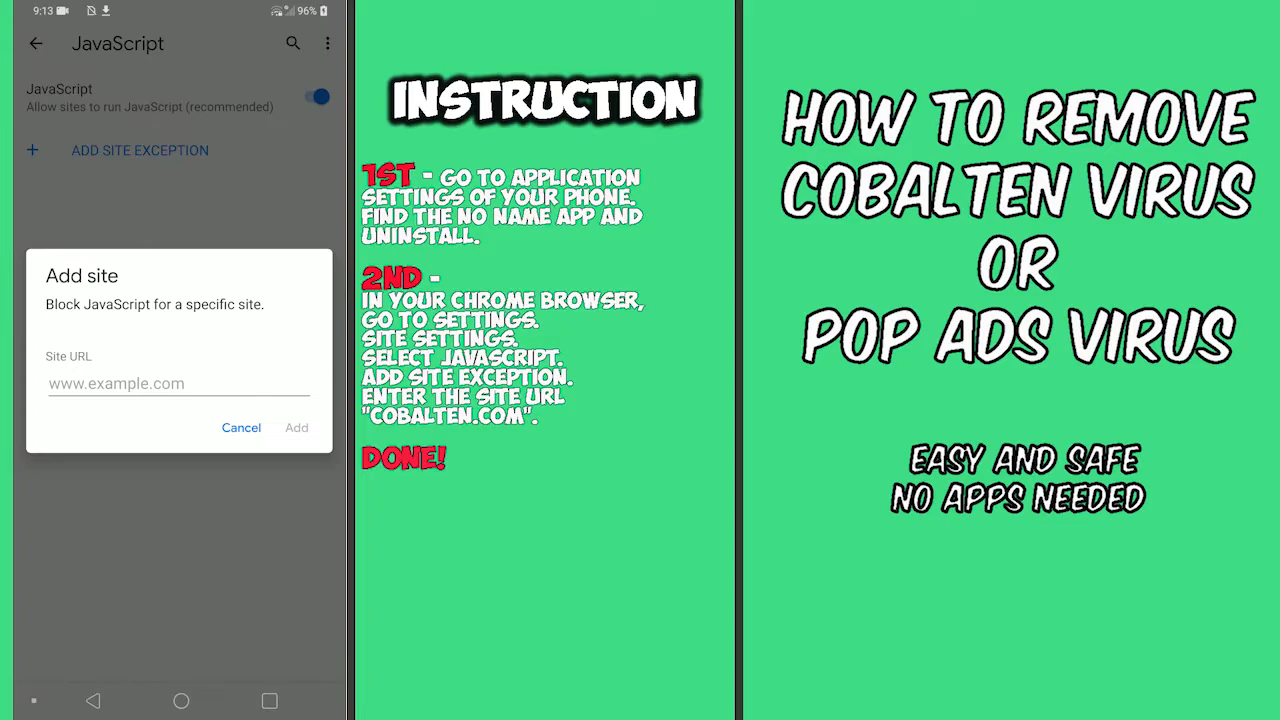 9:13
96%
JavaScript
JavaScript
Allow sites to run JavaScript (recommended)
+ ADD SITE EXCEPTION
Add site
Block JavaScript for a specific site.
Site URL
www.example.com
Cancel Add
INSTRUCTION
1ST - GO TO APPLICATION
SETTINGS OF YOUR PHONE.
FIND THE NO NAME APP AND
UNINSTALL.
2ND -
IN YOUR CHROME BROWSER,
GO TO SETTINGS.
SITE SETTINGS.
SELECT JAVASCRIPT.
ADD SITE EXCEPTION.
ENTER THE SITE URL
"COBALTEN.COM".
DONE!
HOW TO REMOVE
COBALTEN VIRUS
OR
POP ADS VIRUS
EASY AND SAFE
NO APPS NEEDED